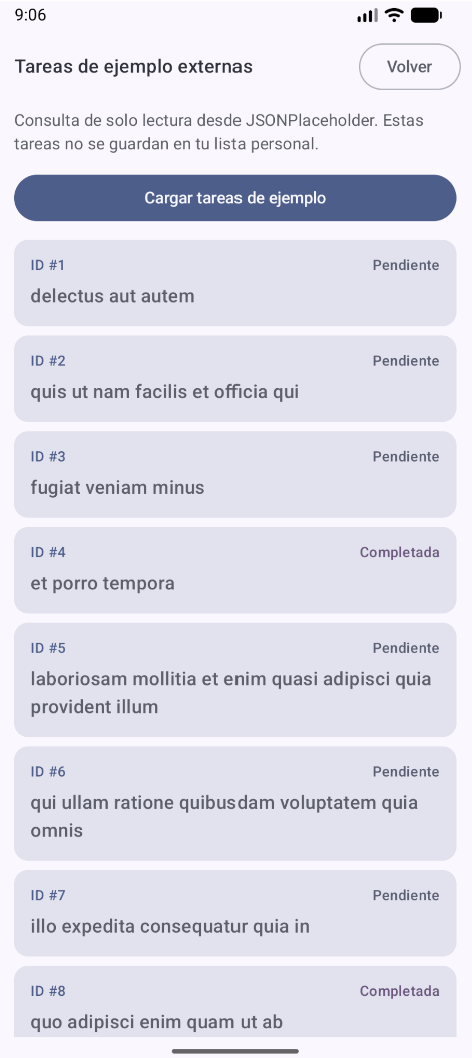 9:06
Tareas de ejemplo externas
Volver
Consulta de solo lectura desde JSONPlaceholder. Estas
tareas no se guardan en tu lista personal.
Cargar tareas de ejemplo
ID #1 Pendiente
delectus aut autem
ID #2 Pendiente
quis ut nam facilis et officia qui
ID #3 Pendiente
fugiat veniam minus
ID #4 Completada
et porro tempora
ID #5 Pendiente
laboriosam mollitia et enim quasi adipisci quia
provident illum
ID #6 Pendiente
qui ullam ratione quibusdam voluptatem quia
omnis
ID #7 Pendiente
illo expedita consequatur quia in
ID #8 Completada
quo adipisci enim quam ut ab